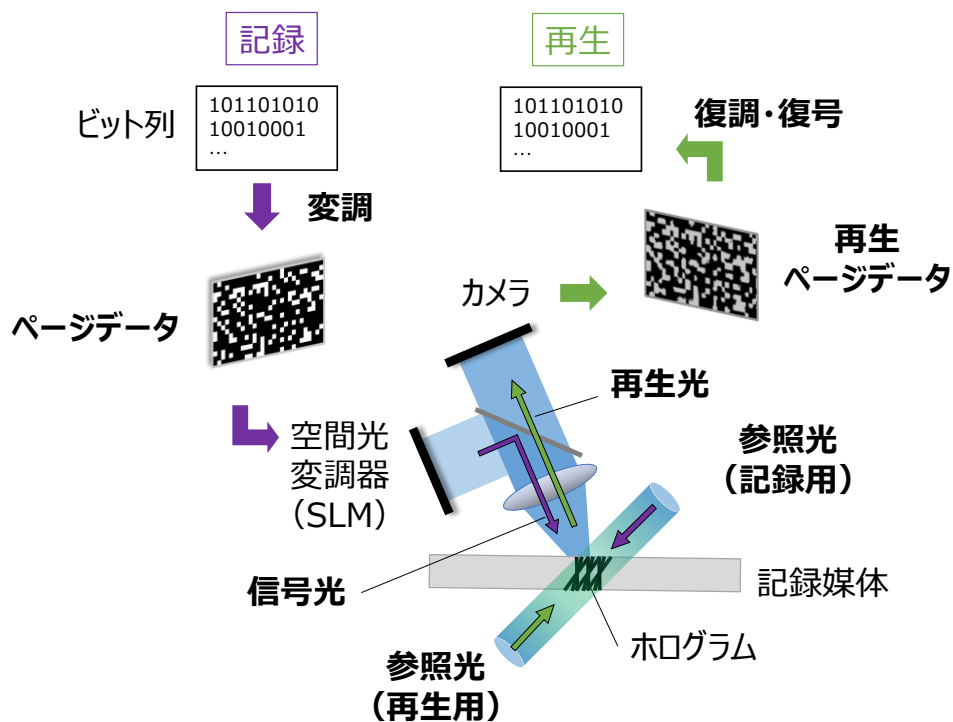 記録
再生
ビット列
101101010
10010001
…
101101010
10010001
…
復調・復号
変調
ページデータ
カメラ
再生
ページデータ
再生光
空間光
変調器
（SLM）
参照光
（記録用）
信号光
記録媒体
ホログラム
参照光
（再生用）